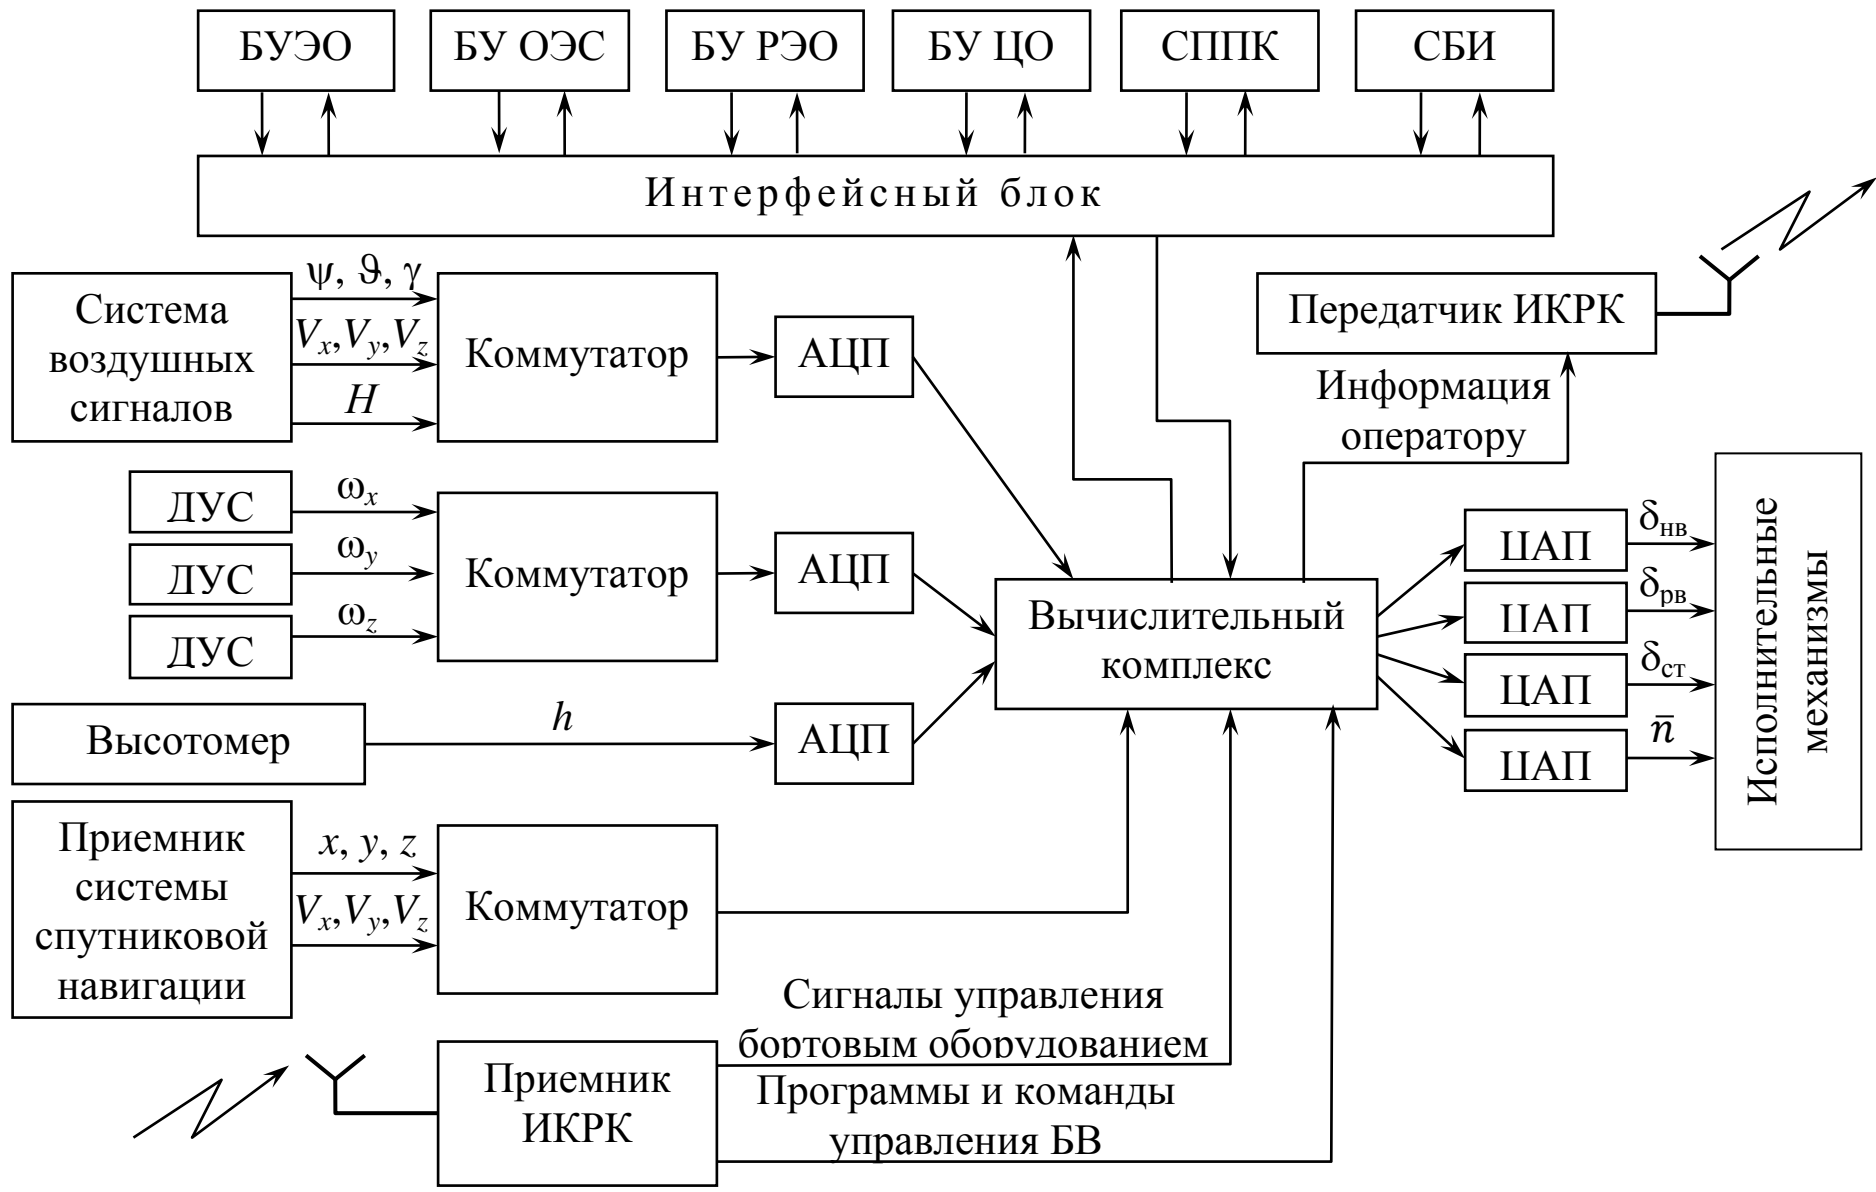 БУЭО
БУ ОЭС
БУ РЭО
БУ ЦО
СППК
СБИ
Интерфейсный блок
Система
воздушных
сигналов
ψ, ϑ, γ
Vx,Vy,Vz
H
Коммутатор
АЦП
Передатчик ИКРК
Информация
оператору
ДУС
ωx
ДУС
ωy
ДУС
ωz
Коммутатор
АЦП
Вычислительный
комплекс
ЦАП
δнв
ЦАП
δрв
ЦАП
δст
ЦАП
n̄
Исполнительные
механизмы
Высотомер
h
АЦП
Приемник
системы
спутниковой
навигации
x, y, z
Vx,Vy,Vz
Коммутатор
Сигналы управления
бортовым оборудованием
Приемник
ИКРК
Программы и команды
управления БВ